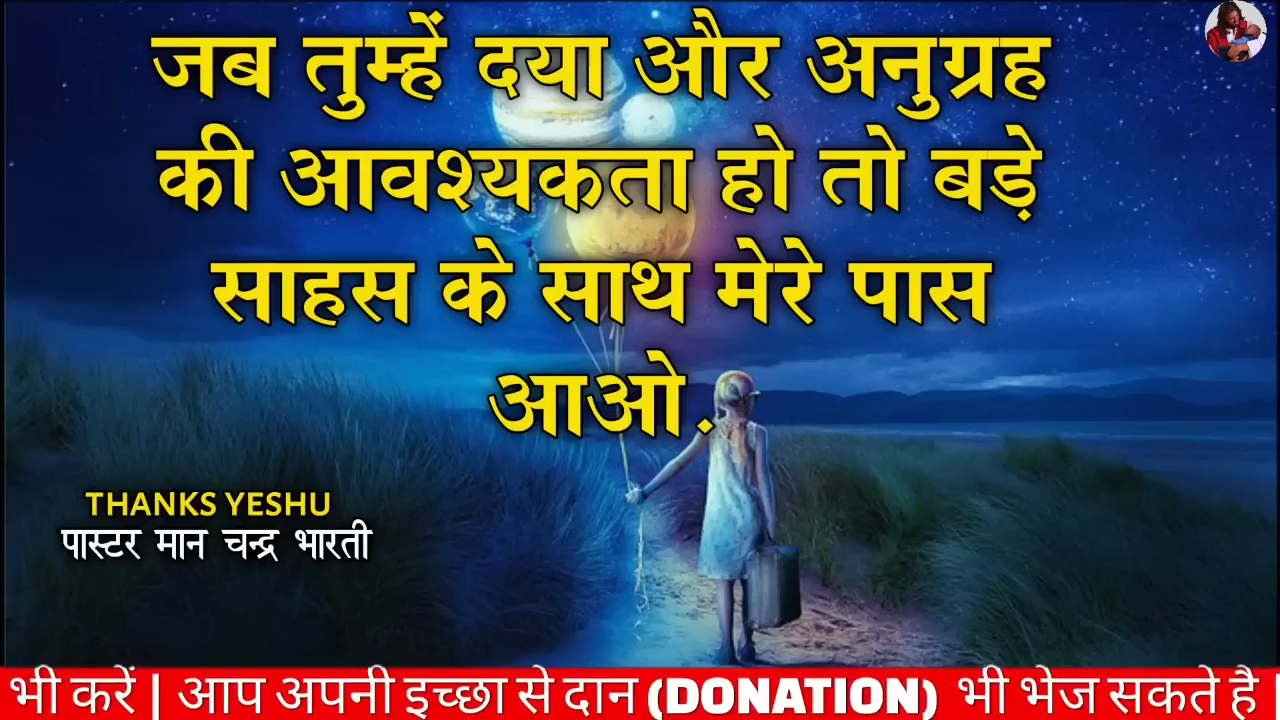 जब तुम्हें दया और अनुग्रह
की आवश्यकता हो तो बड़े
साहस के साथ मेरे पास
आओ.
THANKS YESHU
पास्टर मान चन्द्र भारती
भी करें | आप अपनी इच्छा से दान (DONATION) भी भेज सकते है |